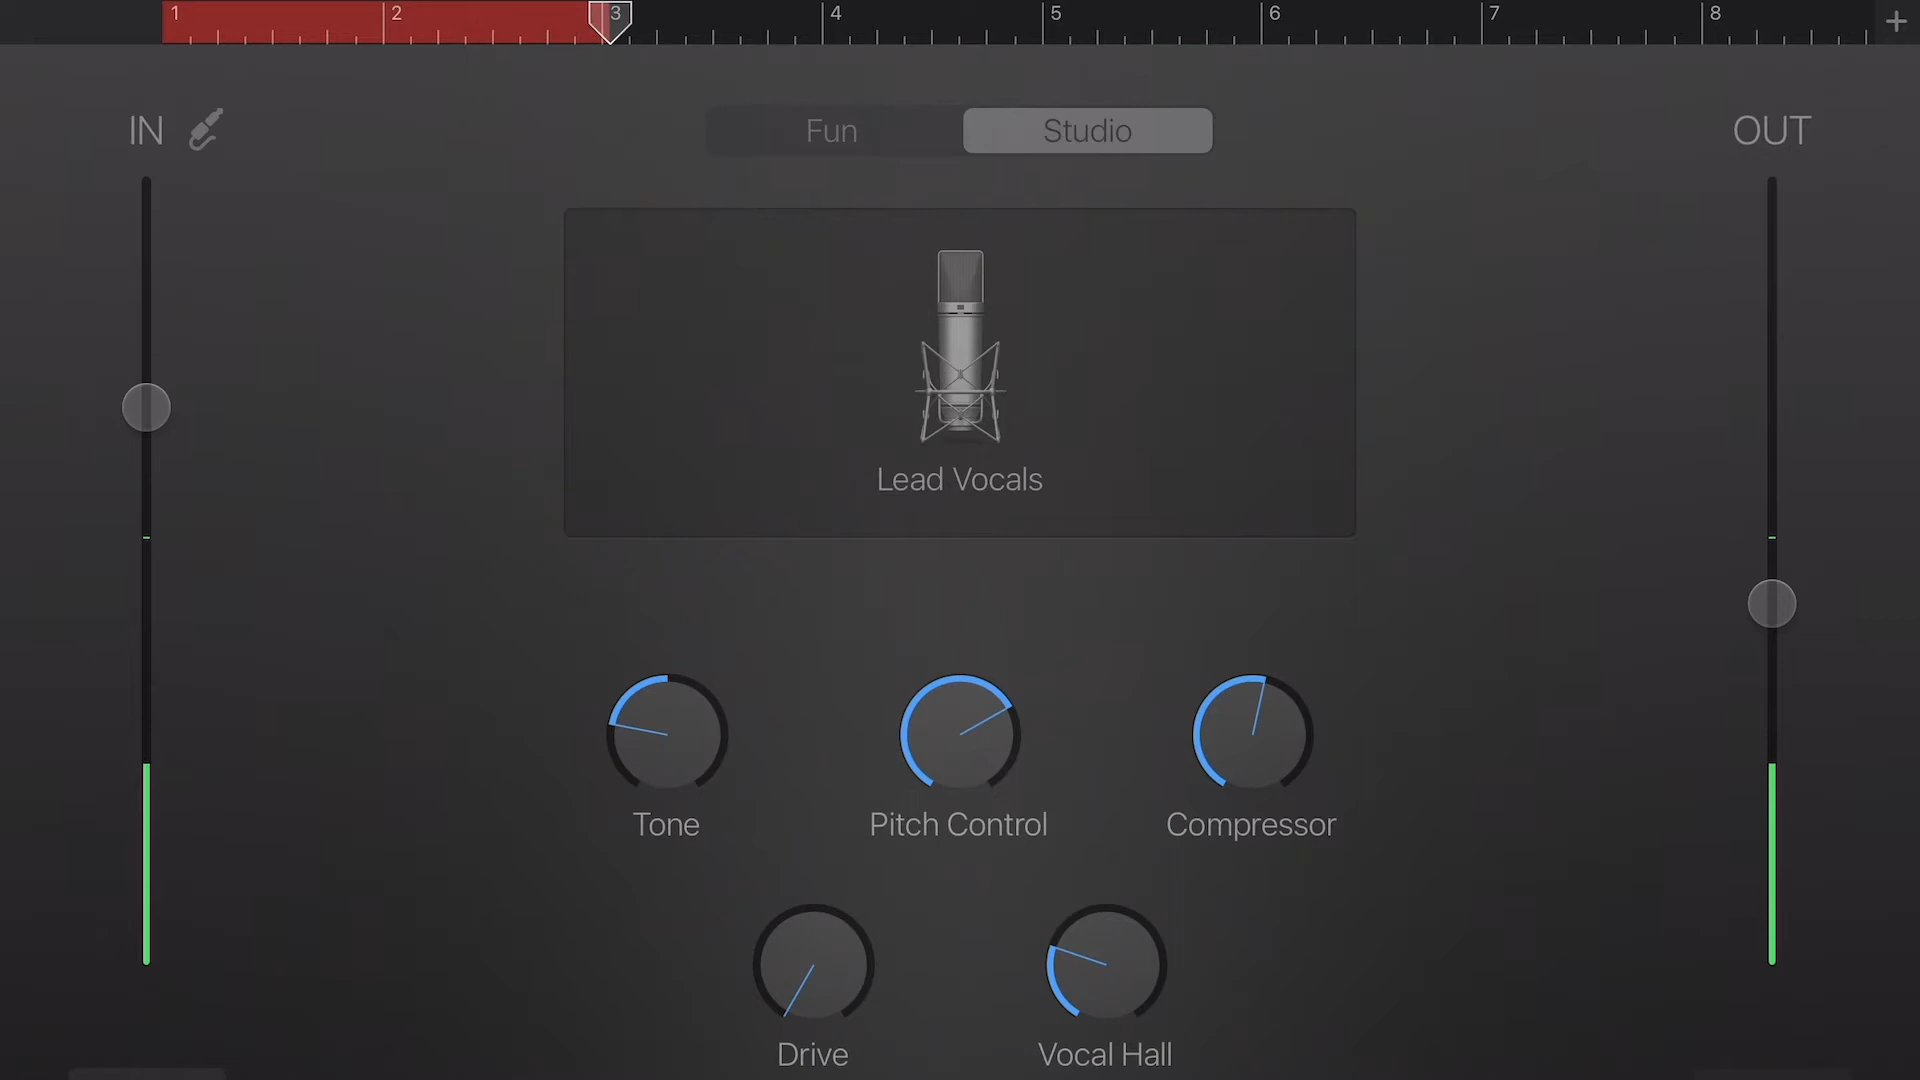 1 2 3 4 5 6 7 8
IN Fun Studio OUT
Lead Vocals
Tone Pitch Control Compressor
Drive Vocal Hall